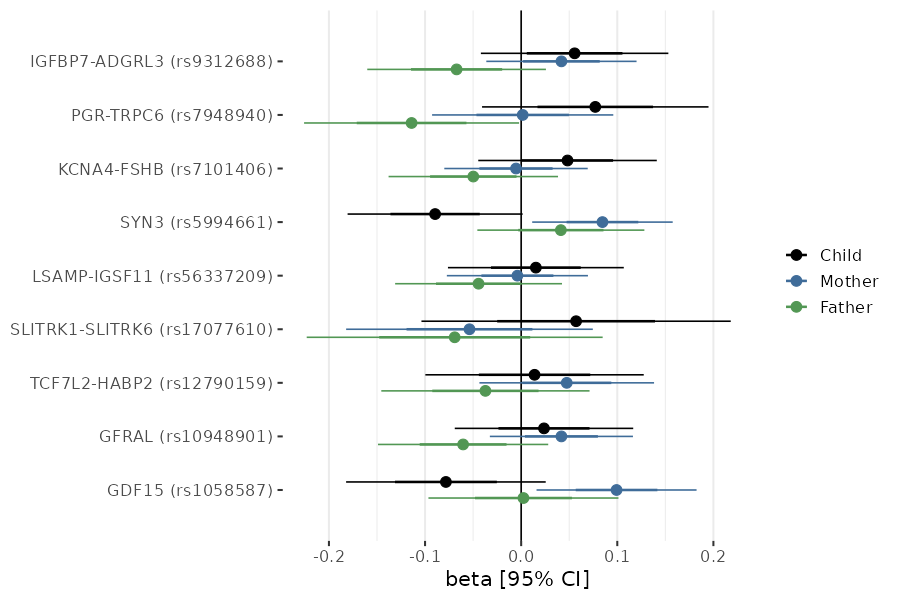 IGFBP7-ADGRL3 (rs9312688)
PGR-TRPC6 (rs7948940)
KCNA4-FSHB (rs7101406)
SYN3 (rs5994661)
LSAMP-IGSF11 (rs56337209)
SLITRK1-SLITRK6 (rs17077610)
TCF7L2-HABP2 (rs12790159)
GFRAL (rs10948901)
GDF15 (rs1058587)
-0.2 -0.1 0.0 0.1 0.2
beta [95% CI]
Child
Mother
Father